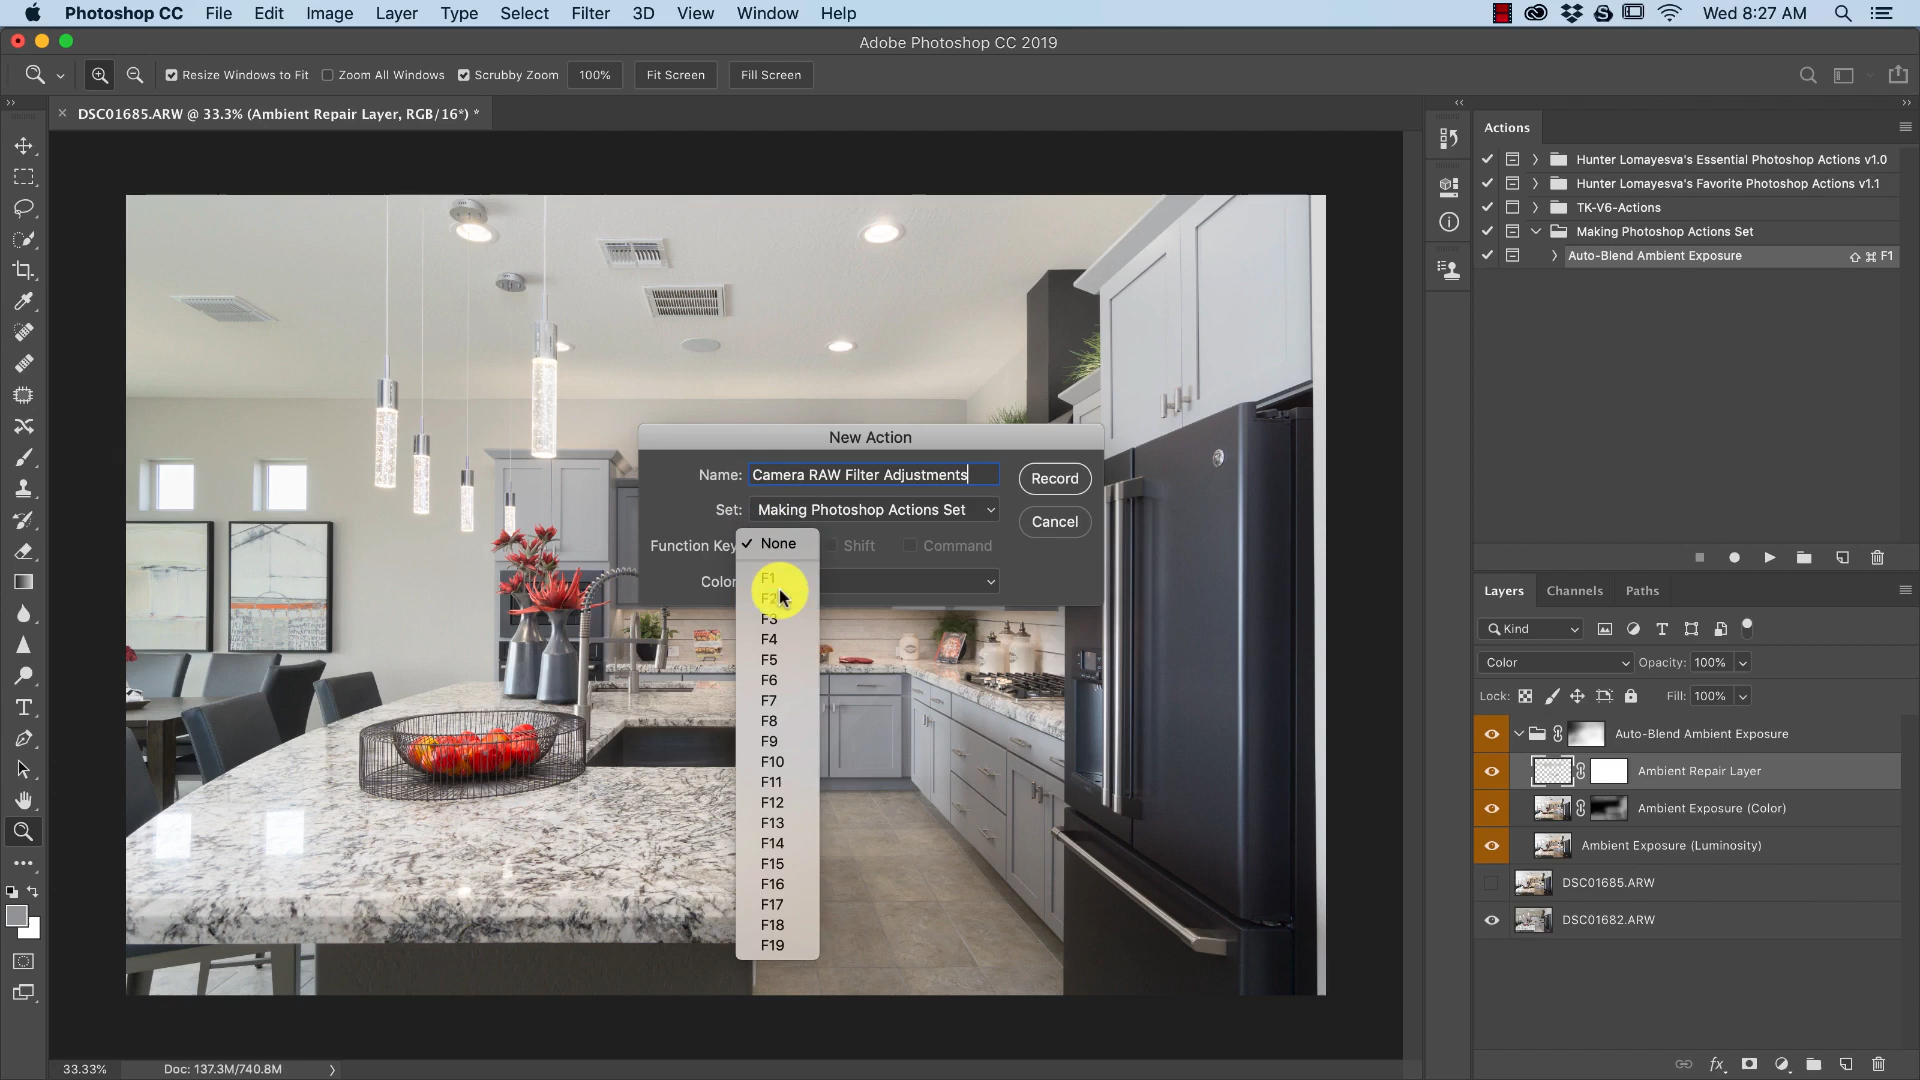 Photoshop CC File Edit Image Layer Type Select Filter 3D View Window Help Wed 8:27 AM
Adobe Photoshop CC 2019
Resize Windows to Fit Zoom All Windows Scrubby Zoom 100% Fit Screen Fill Screen
DSC01685.ARW @ 33.3% (Ambient Repair Layer, RGB/16*) *
Actions
Hunter Lomayesva's Essential Photoshop Actions v1.0
Hunter Lomayesva's Favorite Photoshop Actions v1.1
TK-V6-Actions
Making Photoshop Actions Set
Auto-Blend Ambient Exposure ⇧ ⌘ F1
New Action
Name: Camera RAW Filter Adjustments
Record
Set: Making Photoshop Actions Set
Cancel
Function Key
None
Shift Command
Color
F1
F2
F3
F4
F5
F6
F7
F8
F9
F10
F11
F12
F13
F14
F15
F16
F17
F18
F19
Layers Channels Paths
Kind
Color Opacity: 100%
Lock: Fill: 100%
Auto-Blend Ambient Exposure
Ambient Repair Layer
Ambient Exposure (Color)
Ambient Exposure (Luminosity)
DSC01685.ARW
DSC01682.ARW
fx
33.33% Doc: 137.3M/740.8M